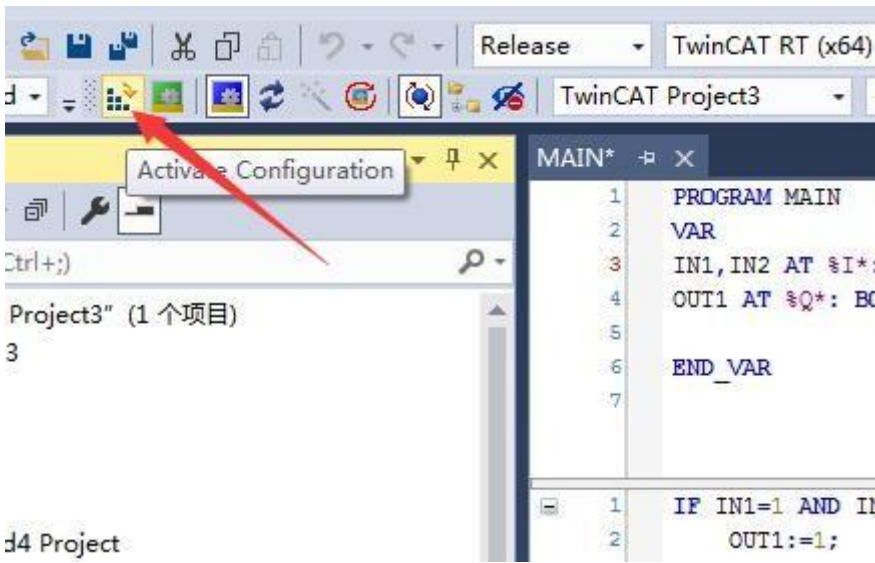 Release TwinCAT RT (x64)
TwinCAT Project3
Activate Configuration
MAIN*
Ctrl+;)
Project3" (1 个项目)
3
d4 Project
1 PROGRAM MAIN
2 VAR
3 IN1,IN2 AT %I*:
4 OUT1 AT %Q*: BO
5
6 END_VAR
7
1 IF IN1=1 AND IN
2 OUT1:=1;